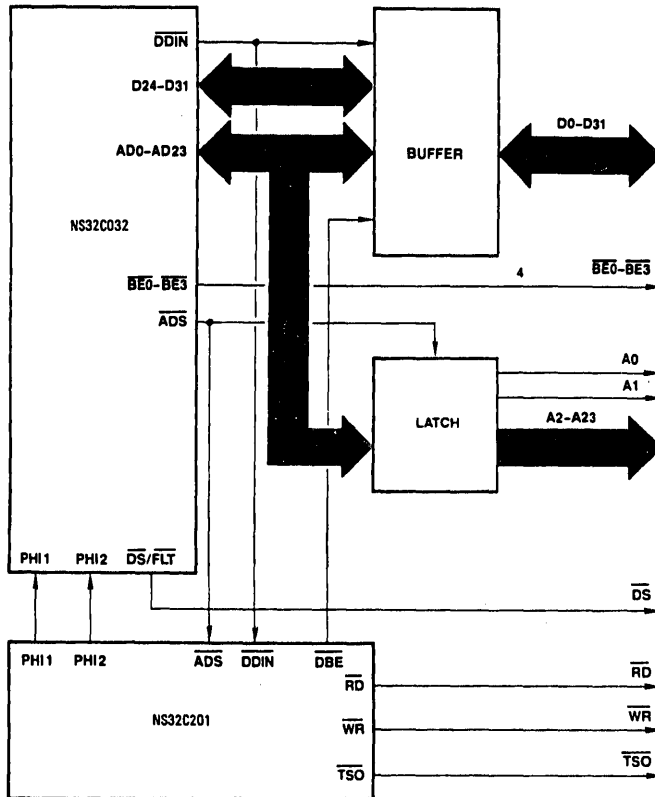 DDIN
D24–D31
AD0–AD23
BUFFER
D0–D31
NS32C032
BE0–BE3
4
BE0–BE3
ADS
A0
A1
LATCH
A2–A23
PHI1 PHI2 DS/FLT
DS
PHI1 PHI2 ADS DDIN DBE
RD
RD
NS32C201
WR
WR
TSO
TSO